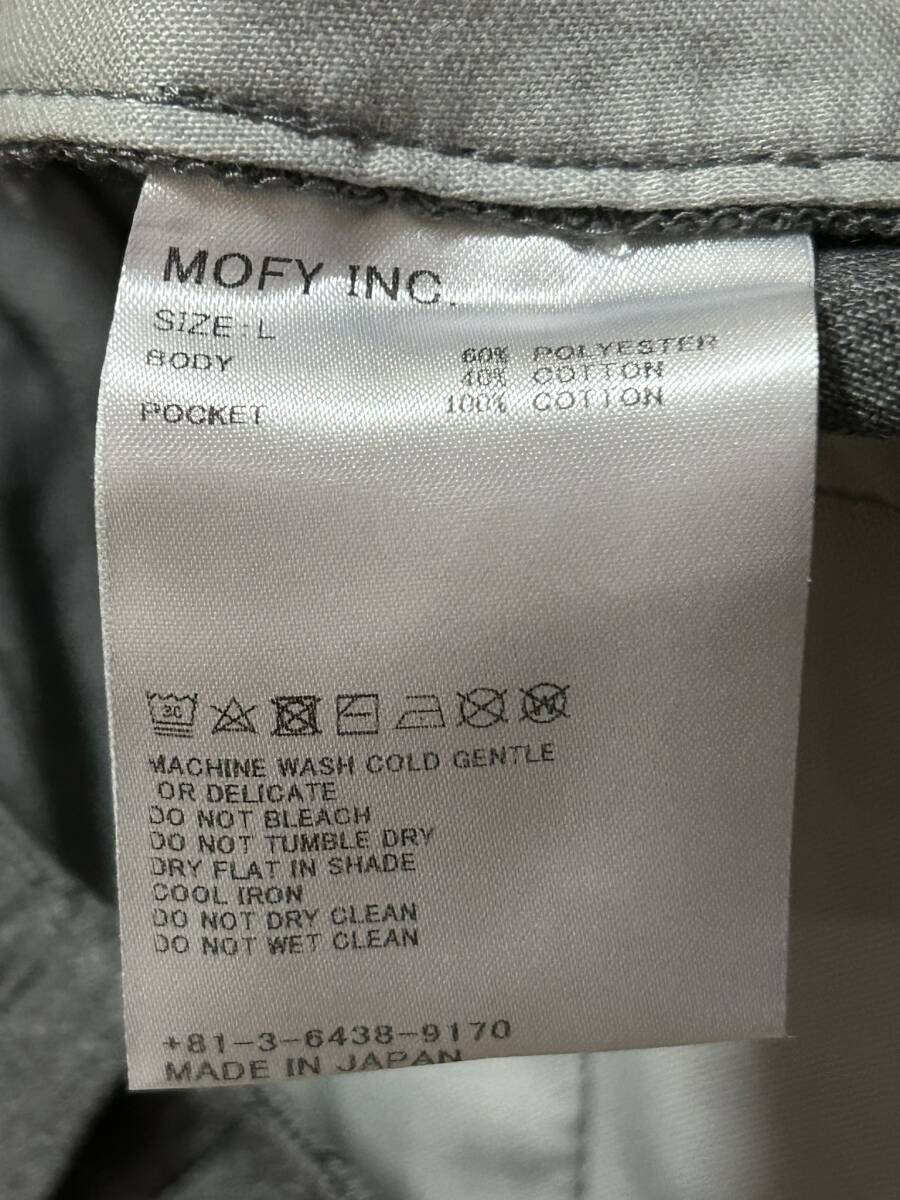 MOFY INC.
SIZE:L
BODY 60% POLYESTER
40% COTTON
POCKET 100% COTTON
30
W
MACHINE WASH COLD GENTLE
OR DELICATE
DO NOT BLEACH
DO NOT TUMBLE DRY
DRY FLAT IN SHADE
COOL IRON
DO NOT DRY CLEAN
DO NOT WET CLEAN
+81-3-6438-9170
MADE IN JAPAN